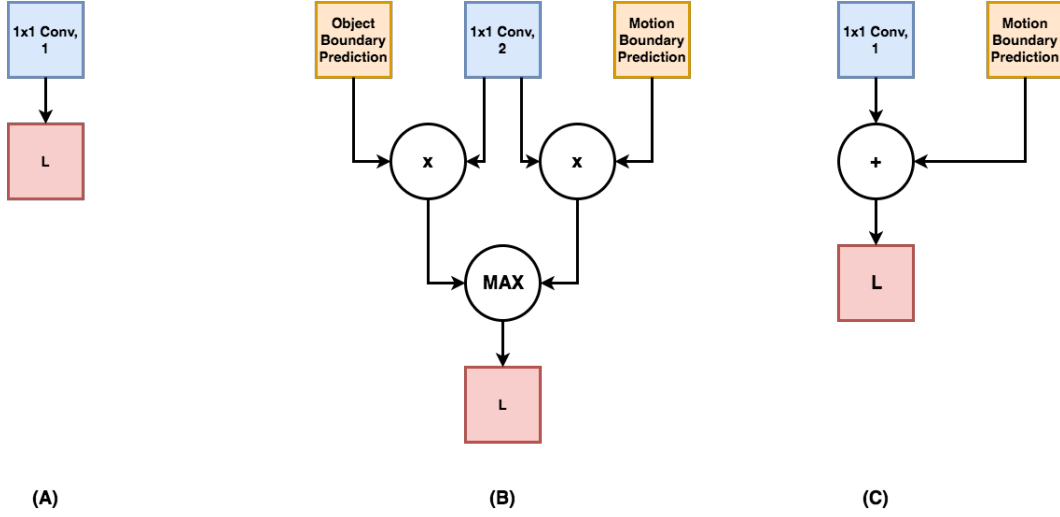 1x1 Conv,
1
L
(A)
Object
Boundary
Prediction
1x1 Conv,
2
Motion
Boundary
Prediction
x
x
MAX
L
(B)
1x1 Conv,
1
Motion
Boundary
Prediction
+
L
(C)